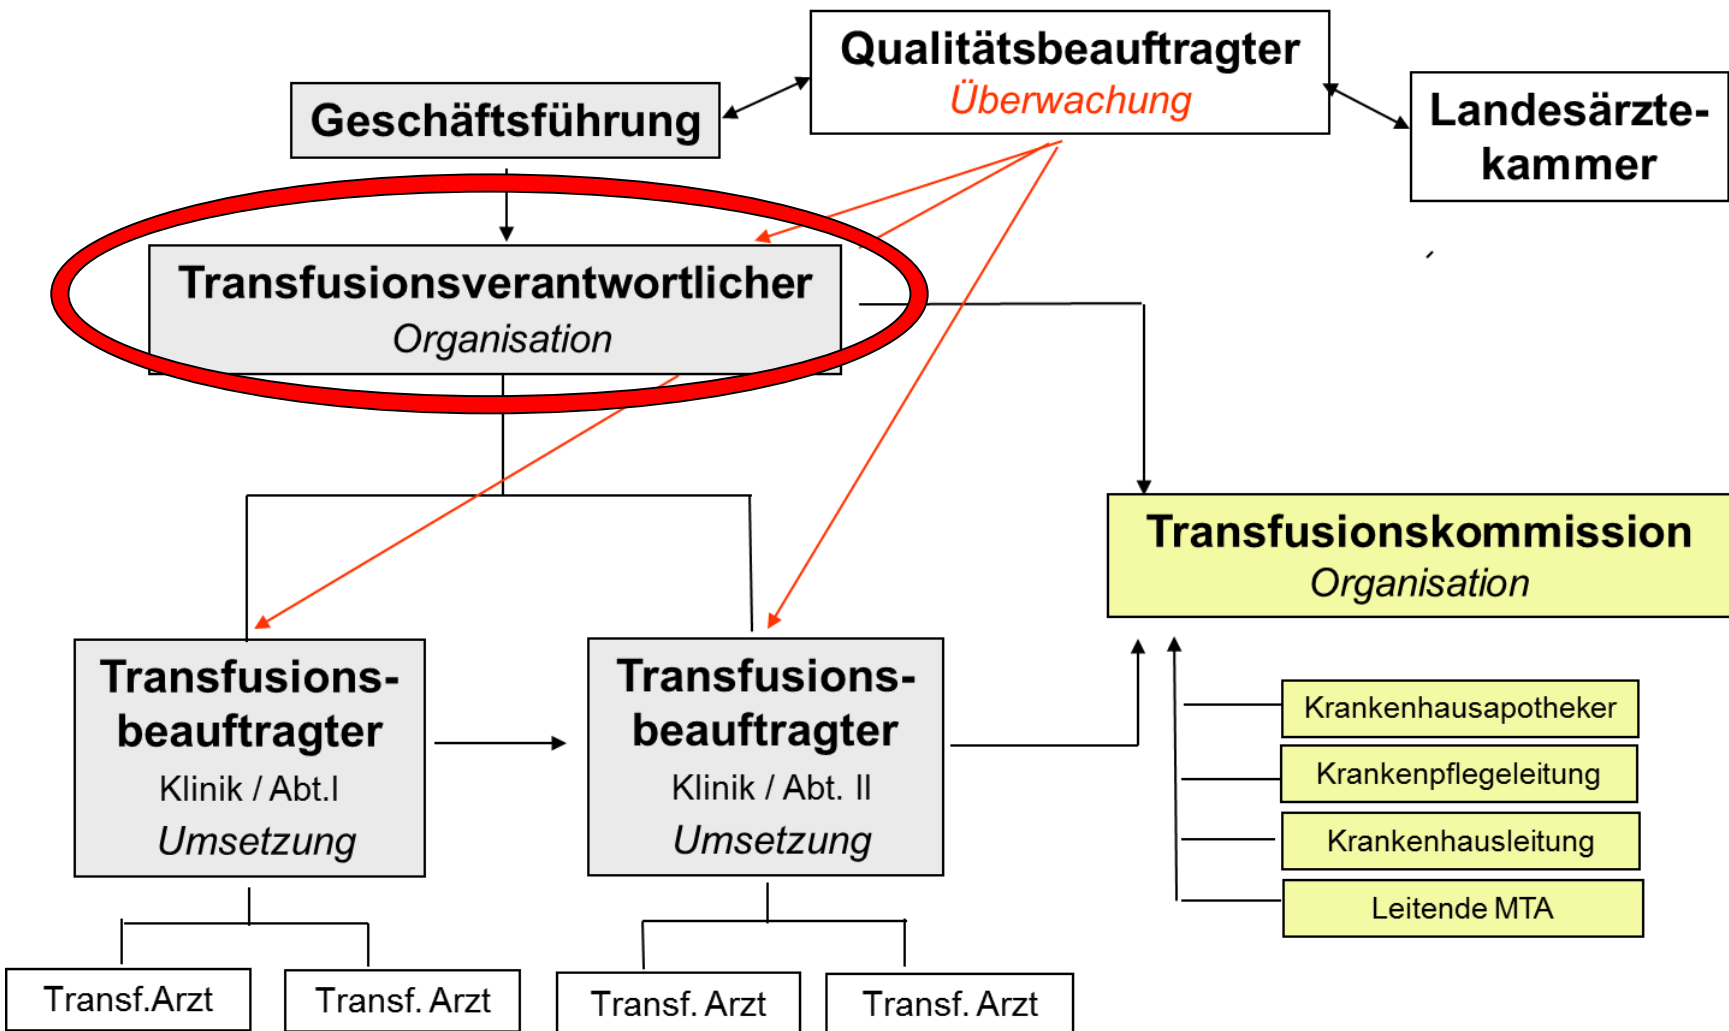 Qualitätsbeauftragter
Überwachung
Geschäftsführung
Landesärzte-
kammer
Transfusionsverantwortlicher
Organisation
Transfusionskommission
Organisation
Transfusions-
beauftragter
Klinik / Abt.I
Umsetzung
Transfusions-
beauftragter
Klinik / Abt. II
Umsetzung
Krankenhausapotheker
Krankenpflegeleitung
Krankenhausleitung
Leitende MTA
Transf.Arzt
Transf. Arzt
Transf. Arzt
Transf. Arzt